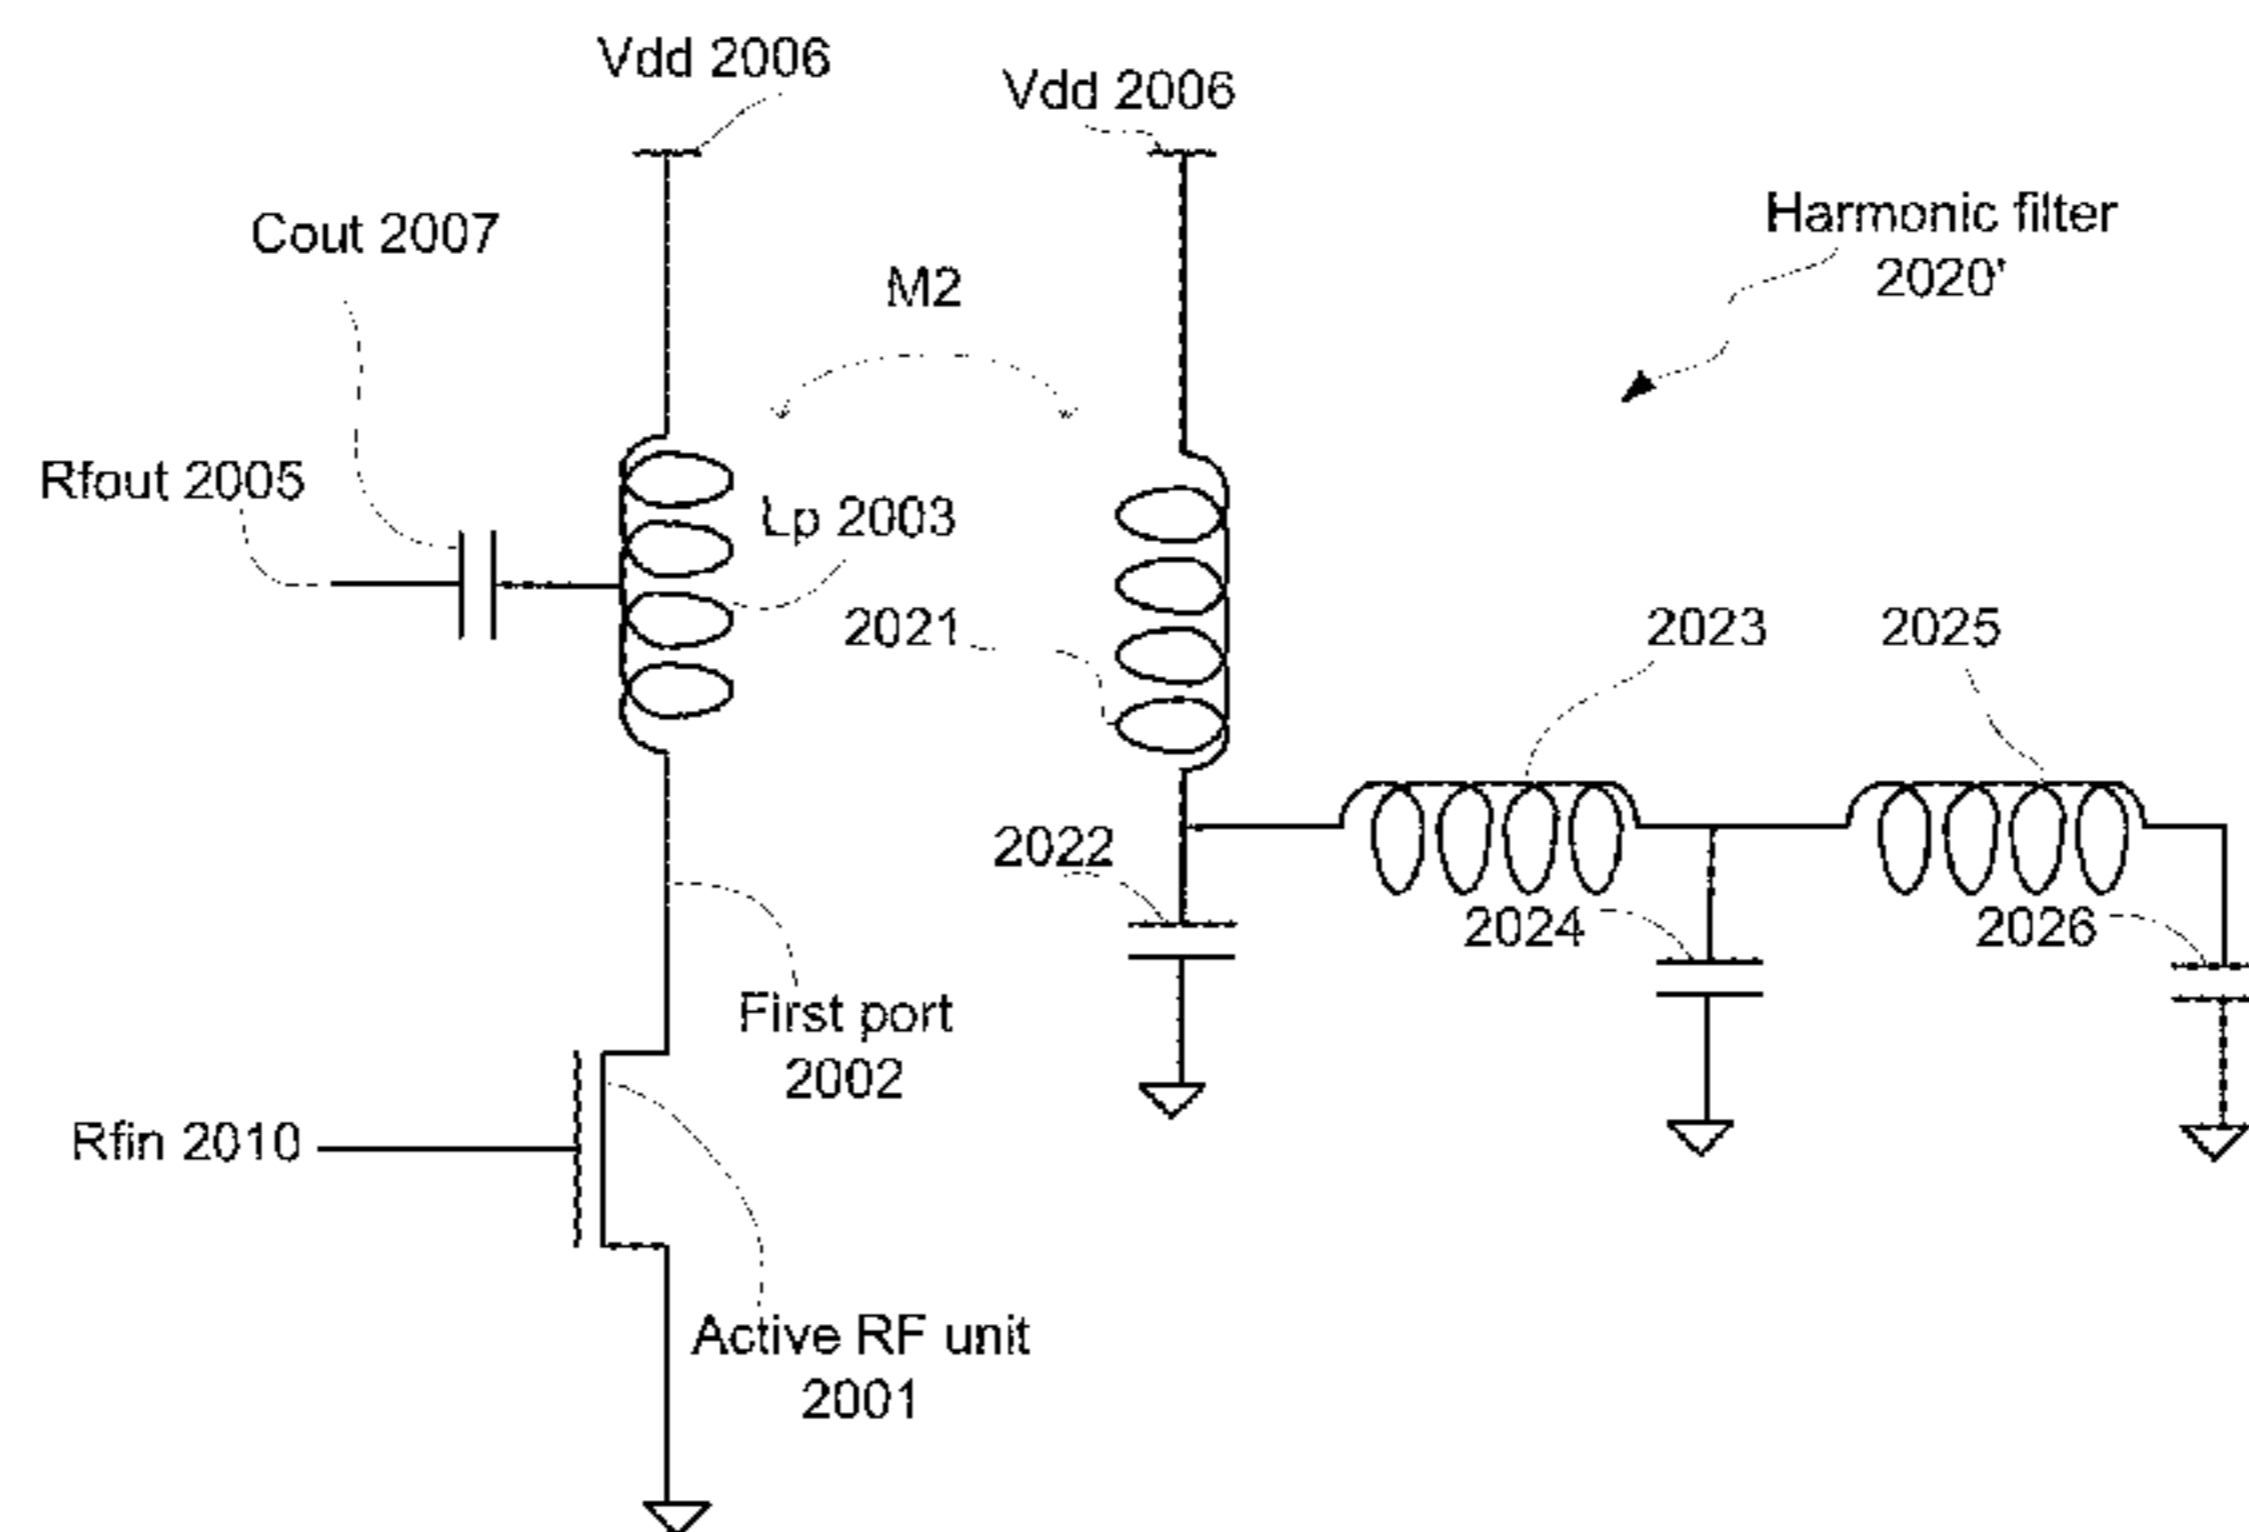 Vdd 2006
Vdd 2006
Harmonic filter
2020'
Cout 2007
M2
Rfout 2005
Lp 2003
2021
2023
2025
2022
2024
2026
First port
2002
Rfin 2010
Active RF unit
2001